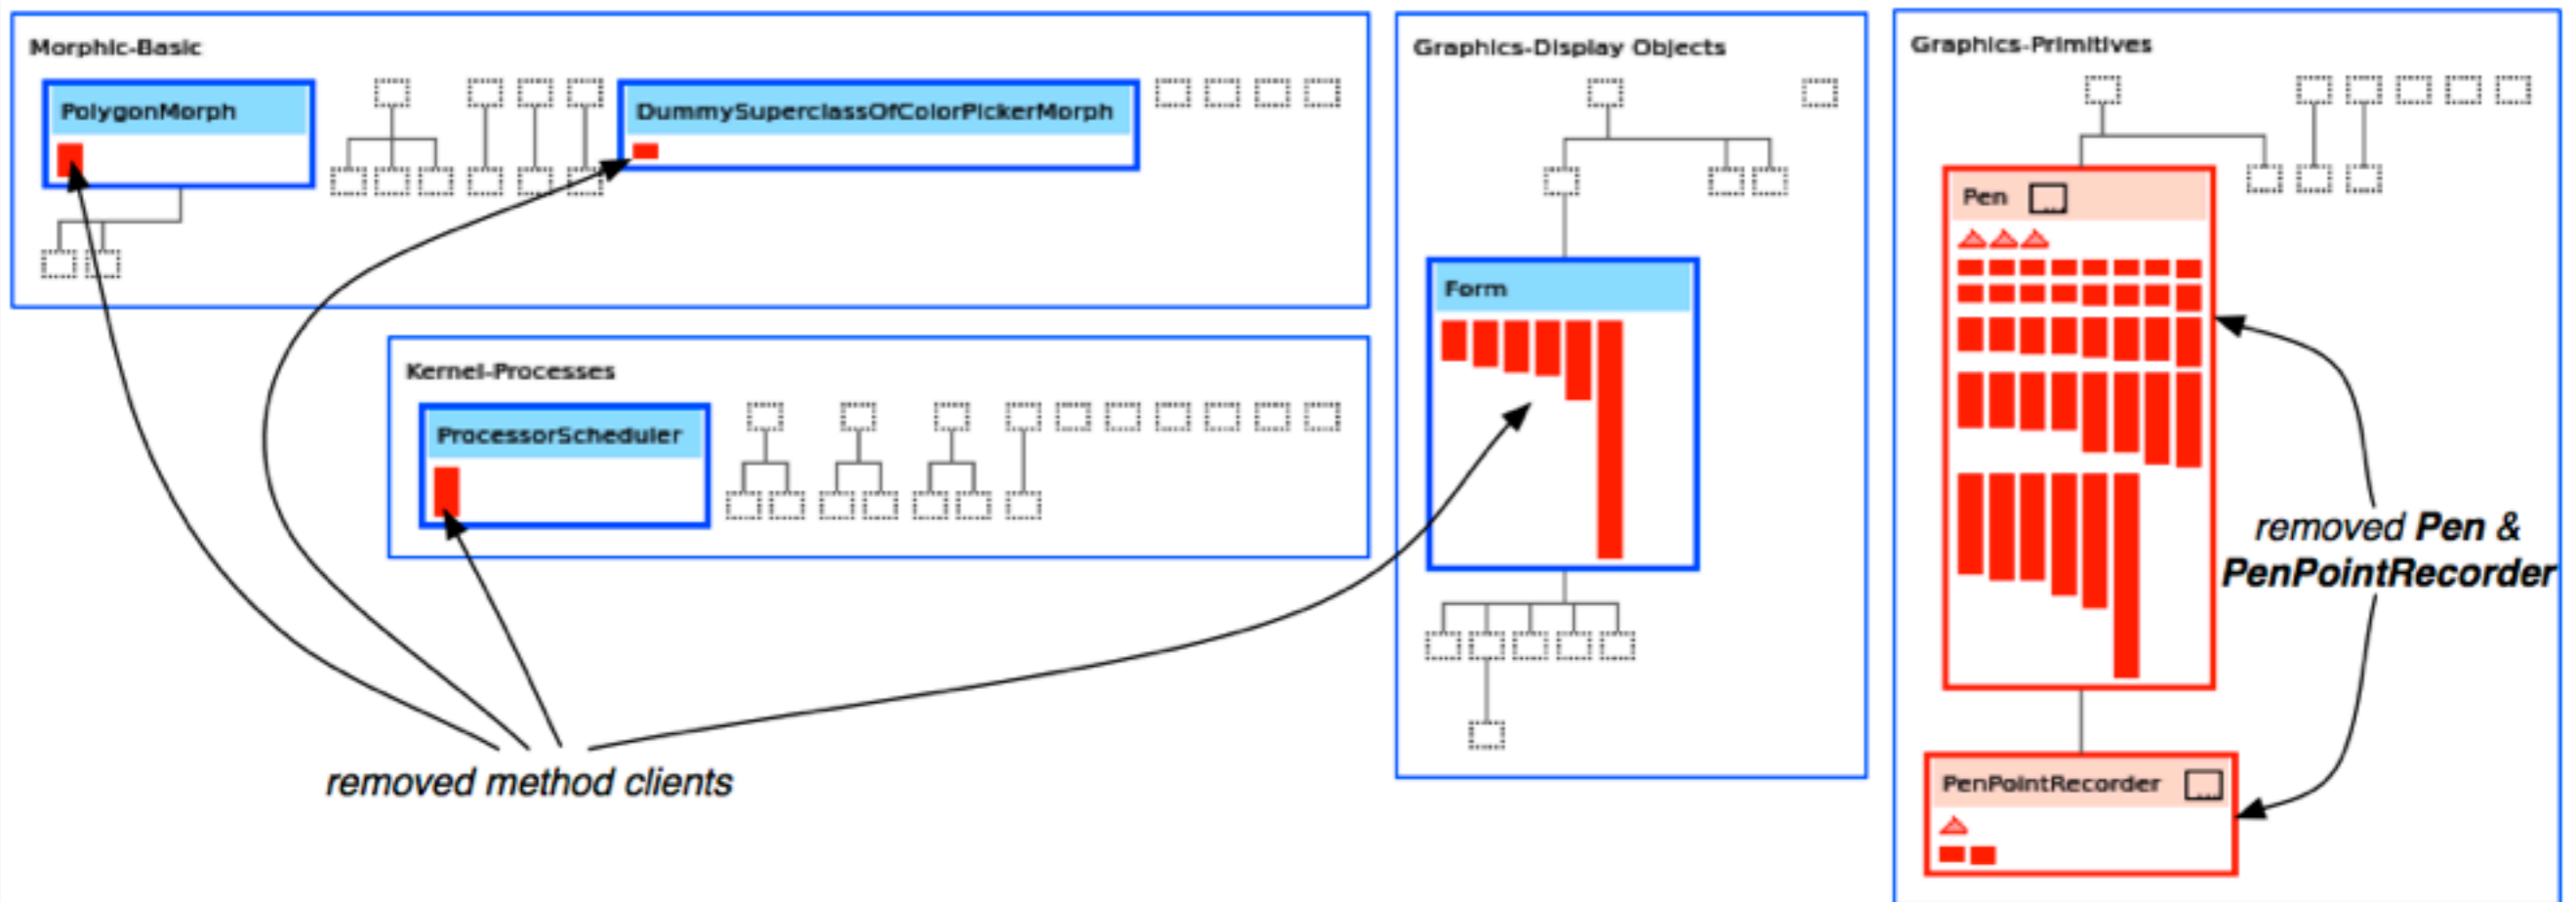 Morphic-Basic
PolygonMorph
DummySuperclassOfColorPickerMorph
Kernel-Processes
ProcessorScheduler
removed method clients
Graphics-Display Objects
Form
Graphics-Primitives
Pen
removed Pen &
PenPointRecorder
PenPointRecorder